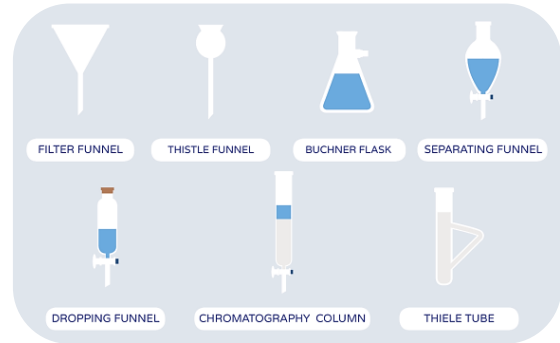 FILTER FUNNEL
THISTLE FUNNEL
BUCHNER FLASK
SEPARATING FUNNEL
DROPPING FUNNEL
CHROMATOGRAPHY COLUMN
THIELE TUBE